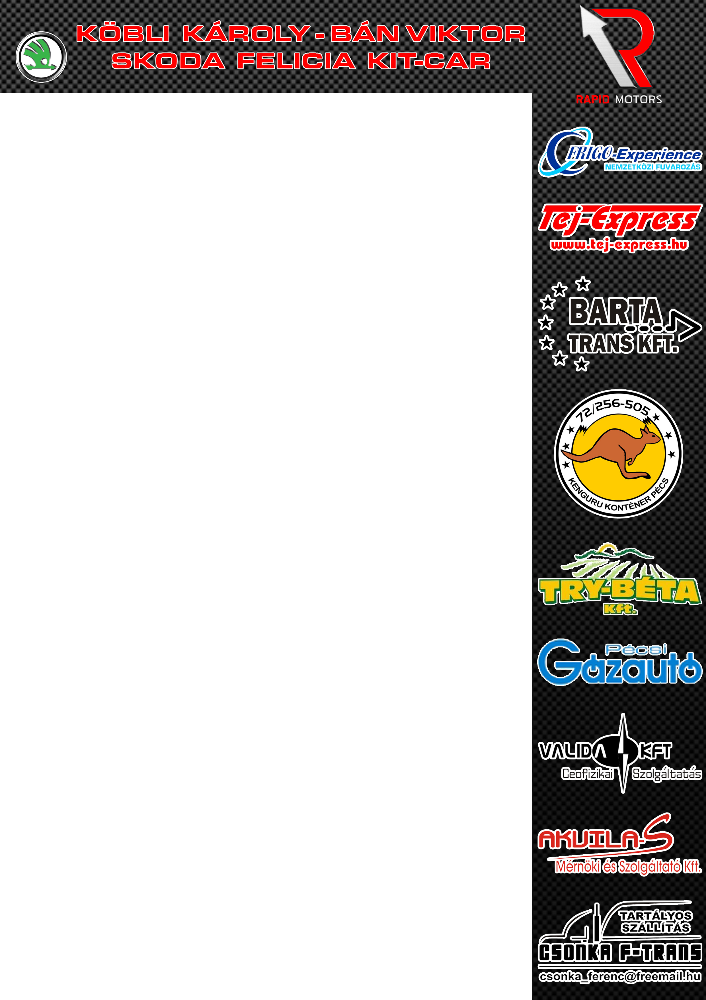 KÖBLI KÁROLY - BÁN VIKTOR
SKODA FELICIA KIT-CAR
R
RAPID MOTORS
FRIGO-Experience
NEMZETKÖZI FUVAROZÁS
Tej-Express
www.tej-express.hu
BARTA
TRANS KFT.
72/256-505
KENGURU KONTÉNER PÉCS
TRY-BÉTA
Kft.
Pécsi
Gázautó
VALIDA KFT
Geofizikai Szolgáltatás
AKUILA-S
Mérnöki és Szolgáltató Kft.
TARTÁLYOS
SZÁLLÍTÁS
CSONKA F-TRANS
csonka_ferenc@freemail.hu